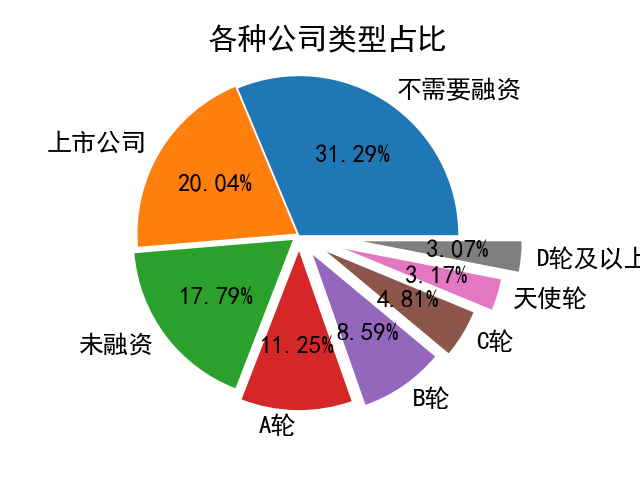 各种公司类型占比
不需要融资
31.29%
上市公司
20.04%
未融资
17.79%
A轮
11.25%
B轮
8.59%
C轮
4.81%
天使轮
3.17%
D轮及以上
3.07%